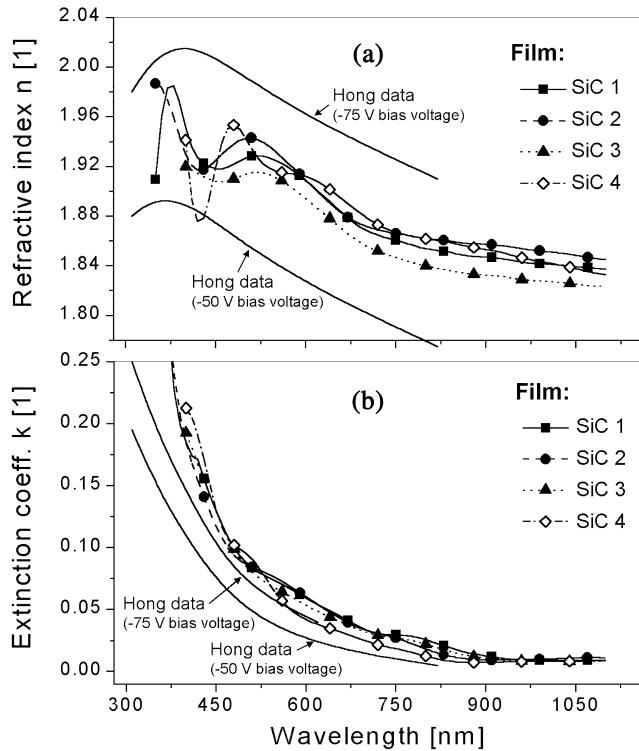 Refractive index n [1]
2.04
2.00
1.96
1.92
1.88
1.84
1.80
(a)
Film:
SiC 1
SiC 2
SiC 3
SiC 4
Hong data
(-75 V bias voltage)
Hong data
(-50 V bias voltage)
Extinction coeff. k [1]
0.25
0.20
0.15
0.10
0.05
0.00
(b)
Film:
SiC 1
SiC 2
SiC 3
SiC 4
Hong data
(-75 V bias voltage)
Hong data
(-50 V bias voltage)
300 450 600 750 900 1050
Wavelength [nm]